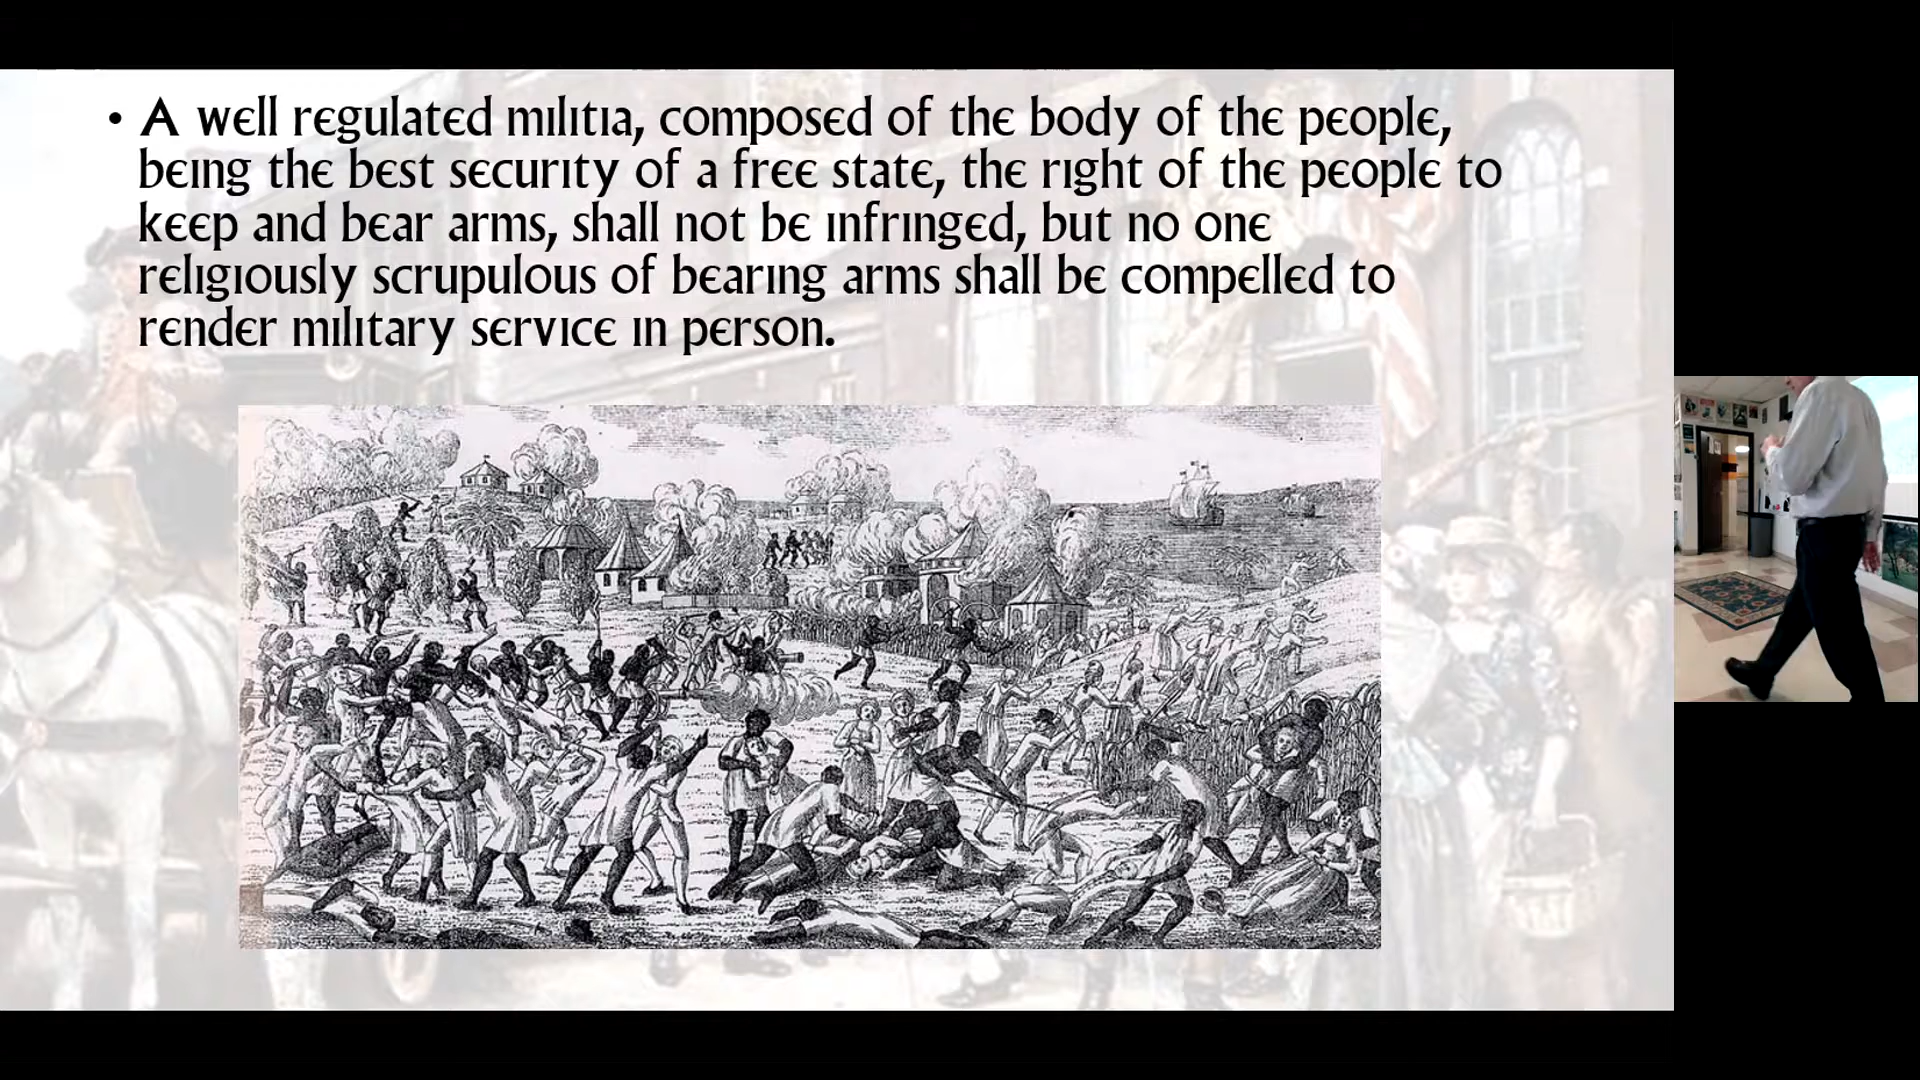 • A well regulated militia, composed of the body of the people,
being the best security of a free state, the right of the people to
keep and bear arms, shall not be infringed, but no one
religiously scrupulous of bearing arms shall be compelled to
render military service in person.